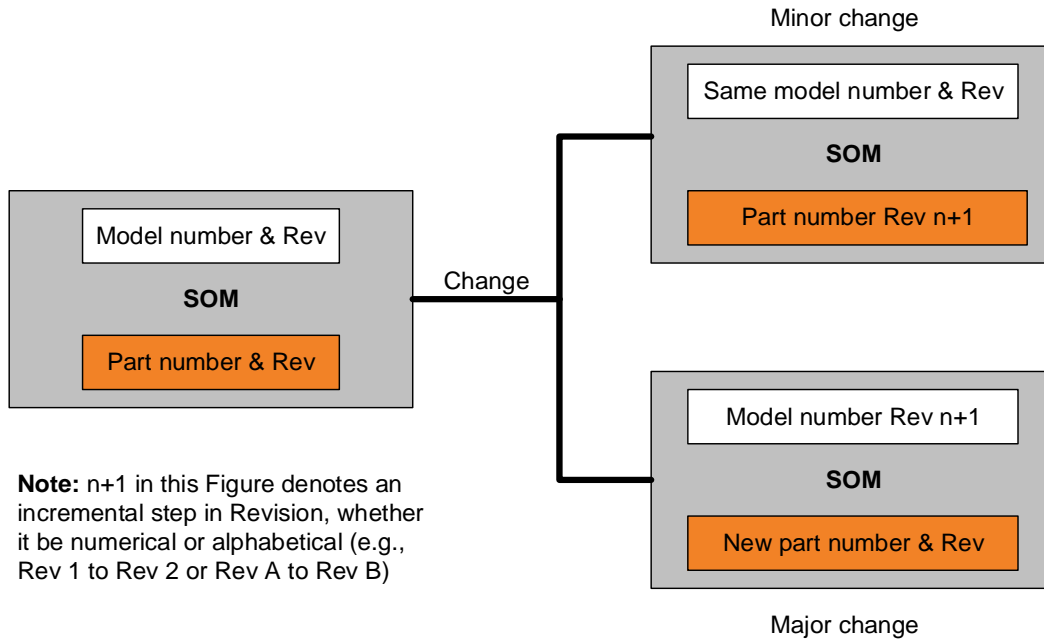 Minor change
Same model number & Rev
SOM
Part number Rev n+1
Model number & Rev
SOM
Part number & Rev
Change
Model number Rev n+1
SOM
New part number & Rev
Major change
Note: n+1 in this Figure denotes an
incremental step in Revision, whether
it be numerical or alphabetical (e.g.,
Rev 1 to Rev 2 or Rev A to Rev B)